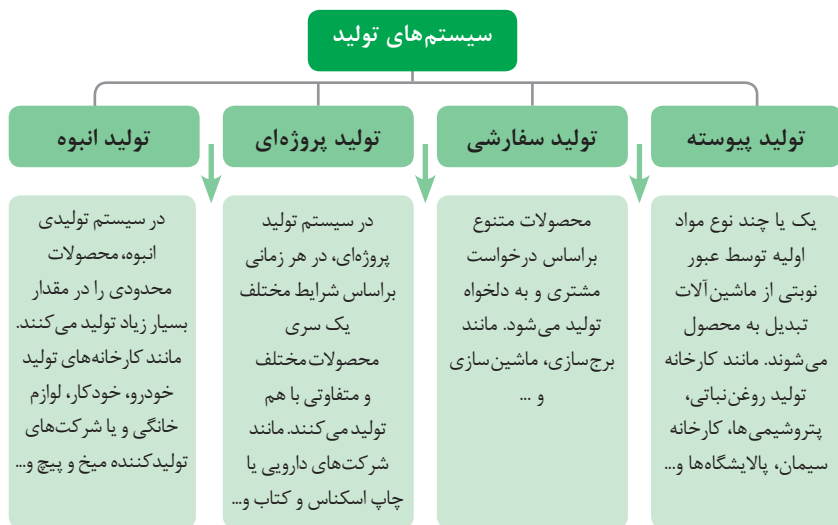 سیستم‌های تولید
تولید پیوسته
یک یا چند نوع مواد
اولیه توسط عبور
نوبتی از ماشین‌آلات
تبدیل به محصول
می‌شوند. مانند کارخانه
تولید روغن‌نباتی،
پتروشیمی‌ها، کارخانه
سیمان، پالایشگاه‌ها و...
تولید سفارشی
محصولات متنوع
براساس درخواست
مشتری و به دلخواه
تولید می‌شود. مانند
برج‌سازی، ماشین‌سازی
و ...
تولید پروژه‌ای
در سیستم تولید
پروژه‌ای، در هر زمانی
براساس شرایط مختلف
یک سری
محصولات مختلف
و متفاوتی با هم
تولید می‌کنند. مانند
شرکت‌های دارویی یا
چاپ اسکناس و کتاب و...
تولید انبوه
در سیستم تولیدی
انبوه، محصولات
محدودی را در مقدار
بسیار زیاد تولید می‌کنند.
مانند کارخانه‌های تولید
خودرو، خودکار، لوازم
خانگی و یا شرکت‌های
تولیدکننده میخ و پیچ و...